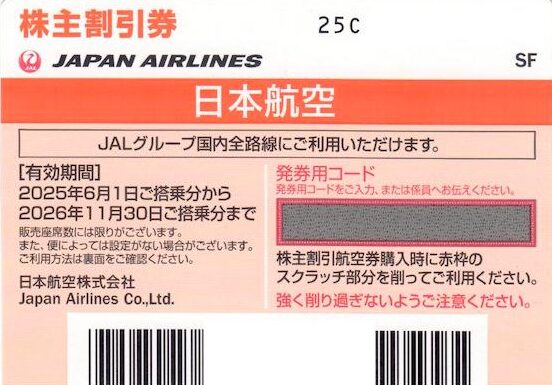 株主割引券
25C
JAL
JAPAN AIRLINES
SF
日本航空
JALグループ国内全路線にご利用いただけます。
[有効期間]
2025年6月1日ご搭乗分から
2026年11月30日ご搭乗分まで
販売座席数には限りがございます。
また、便によっては設定がない場合がございます。
ご利用方法は裏面をご確認ください。
日本航空株式会社
Japan Airlines Co.,Ltd.
発券用コード
発券用コードをご入力、または係員へお伝えください。
株主割引航空券購入時に赤枠の
スクラッチ部分を削ってご利用ください。
強く削り過ぎないようご注意ください。